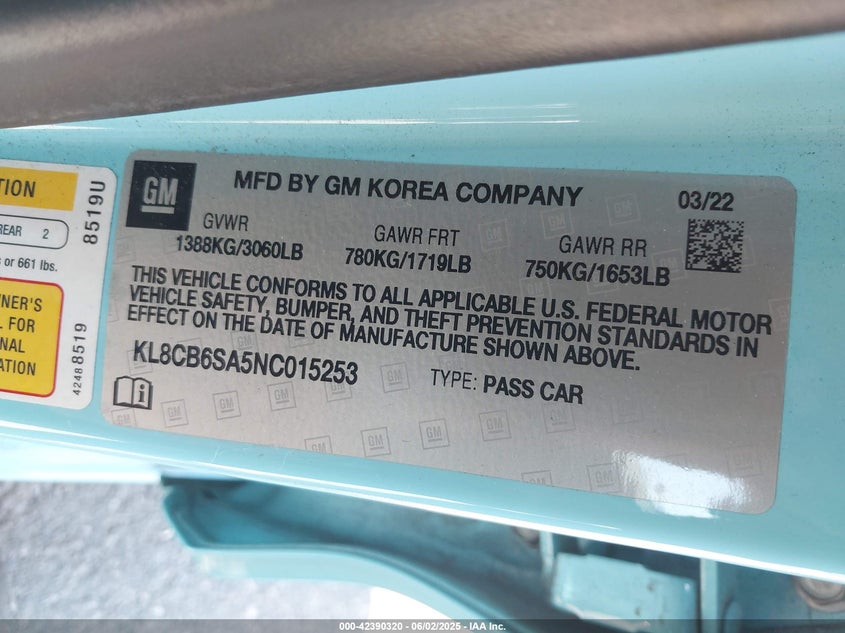 TION
REAR 2
s or 661 lbs.
WNER'S
L FOR
NAL
ATION
8519U
42488519
GM
MFD BY GM KOREA COMPANY
03/22
GVWR
1388KG/3060LB
GAWR FRT
780KG/1719LB
GAWR RR
750KG/1653LB
THIS VEHICLE CONFORMS TO ALL APPLICABLE U.S. FEDERAL MOTOR
VEHICLE SAFETY, BUMPER, AND THEFT PREVENTION STANDARDS IN
EFFECT ON THE DATE OF MANUFACTURE SHOWN ABOVE.
KL8CB6SA5NC015253
TYPE: PASS CAR
000-42390320 - 06/02/2025 - IAA Inc.